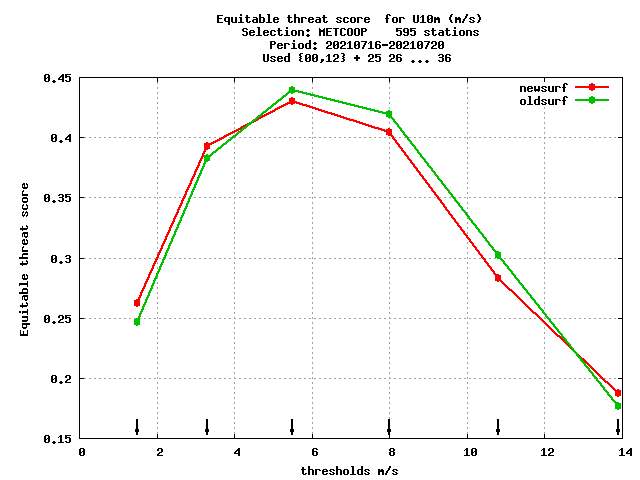 Equitable threat score  for U10m (m/s)
Selection: METCOOP    595 stations
Period: 20210716-20210720
Used {00,12} + 25 26 ... 36
newsurf
oldsurf
Equitable threat score
0.45
0.4
0.35
0.3
0.25
0.2
0.15
0 2 4 6 8 10 12 14
thresholds m/s